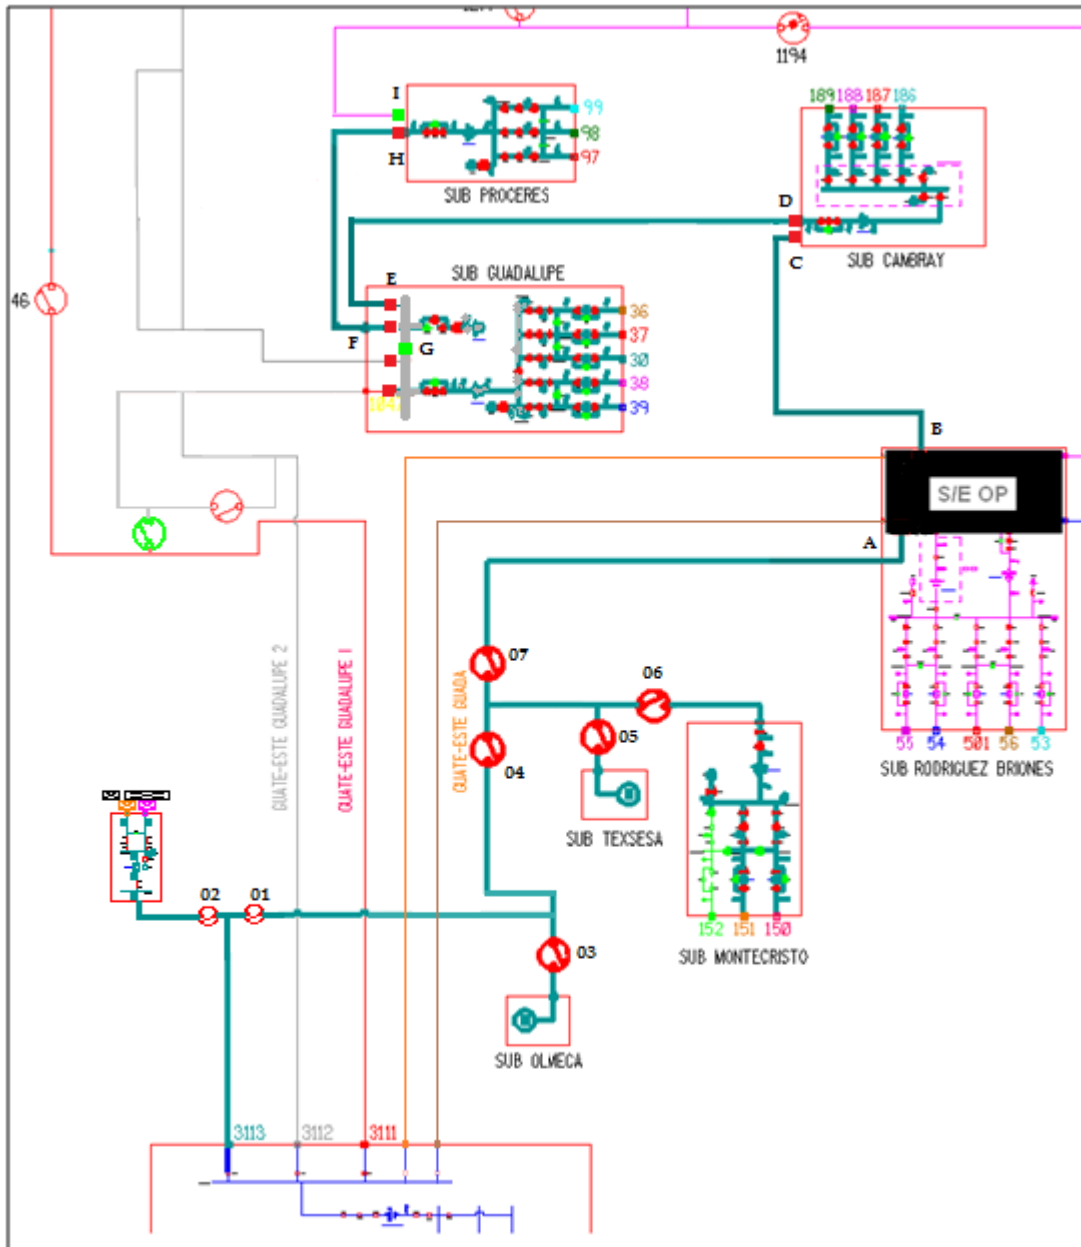 1194
I
99
98
97
H
SUB PROCERES
189 188 187 186
D
C
SUB CAMBRAY
46
SUB GUADALUPE
E
F
G
36
37
30
38
39
B
S/E OP
A
55 54 501 56 53
SUB RODRIGUEZ BRIONES
GUATE-ESTE GUADALUPE 2
GUATE-ESTE GUADALUPE 1
GUATE-ESTE GUADA
07
06
05
04
SUB TEXSESA
152 151 150
SUB MONTECRISTO
02
01
03
SUB OLMECA
3113
3112
3111